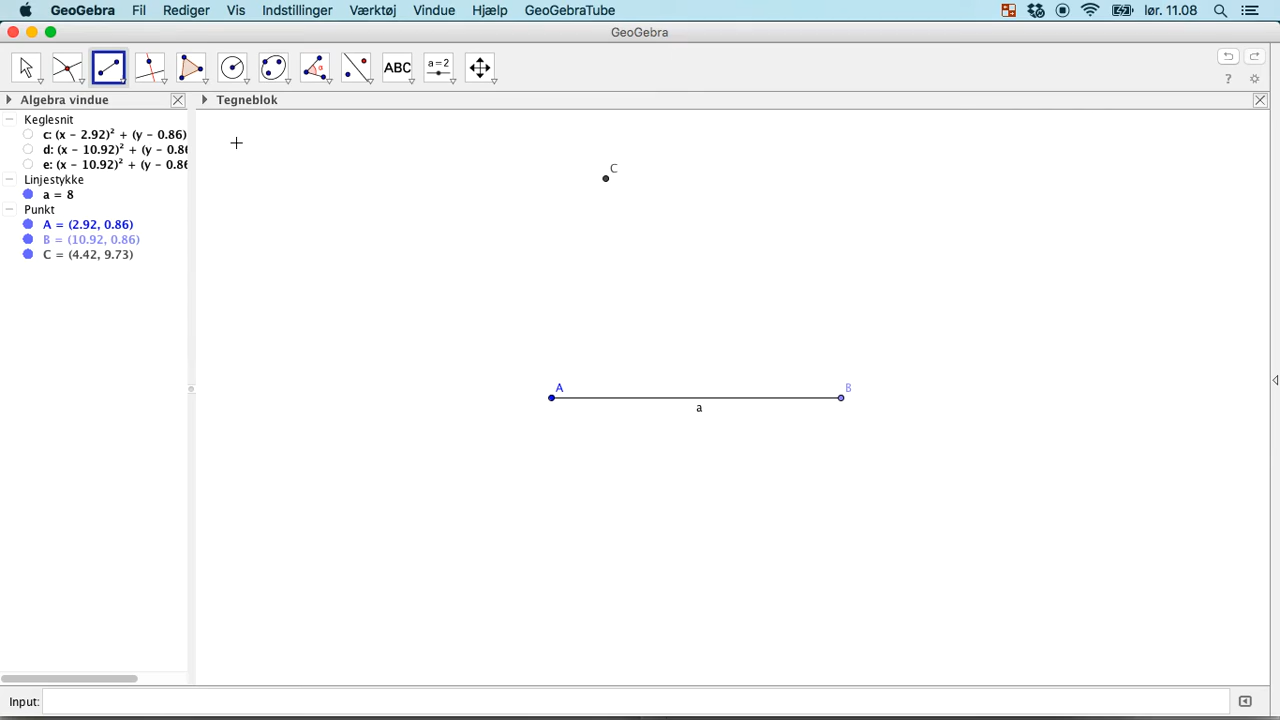 GeoGebra Fil Rediger Vis Indstillinger Værktøj Vindue Hjælp GeoGebraTube lør. 11.08
GeoGebra
α ABC a=2 ?
Algebra vindue Tegneblok
Keglesnit
c: (x − 2.92)² + (y − 0.86)
d: (x − 10.92)² + (y − 0.8
e: (x − 10.92)² + (y − 0.8
Linjestykke
a = 8
Punkt
A = (2.92, 0.86)
B = (10.92, 0.86)
C = (4.42, 9.73)
C
A B
a
Input: